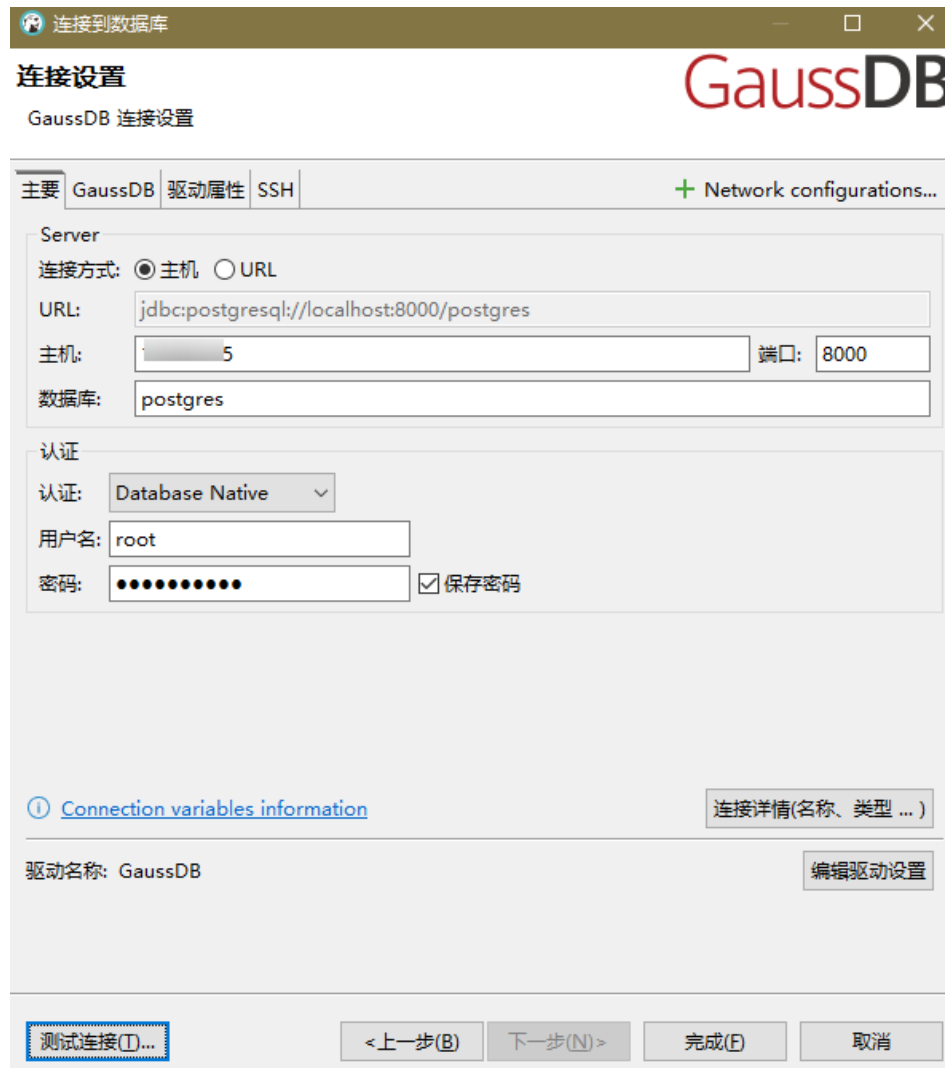 连接到数据库
连接设置
GaussDB 连接设置
GaussDB
主要 GaussDB 驱动属性 SSH + Network configurations...
Server
连接方式: 主机 URL
URL: jdbc:postgresql://localhost:8000/postgres
主机: 5 端口: 8000
数据库: postgres
认证
认证: Database Native
用户名: root
密码: ●●●●●●●●●● 保存密码
Connection variables information 连接详情(名称、类型 ... )
驱动名称: GaussDB 编辑驱动设置
测试连接(T)... <上一步(B) 下一步(N)> 完成(F) 取消